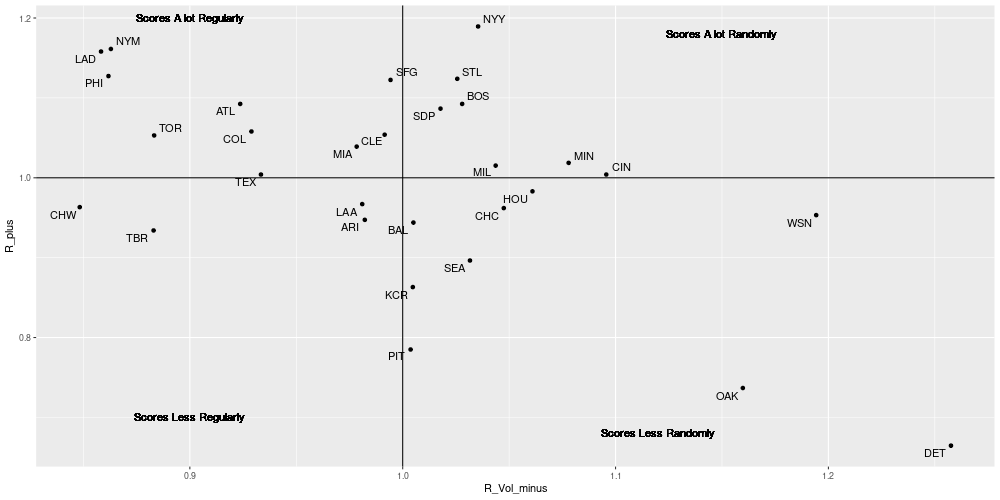 1.2
Scores A lot Regularly
NYY
Scores A lot Randomly
NYM
LAD
PHI
SFG
STL
BOS
SDP
ATL
TOR
COL
CLE
MIA
MIN
CIN
MIL
TEX
1.0
HOU
CHW
LAA
CHC
WSN
ARI
BAL
TBR
R_plus
SEA
KCR
0.8
PIT
OAK
Scores Less Regularly
Scores Less Randomly
DET
0.9
1.0
1.1
1.2
R_Vol_minus